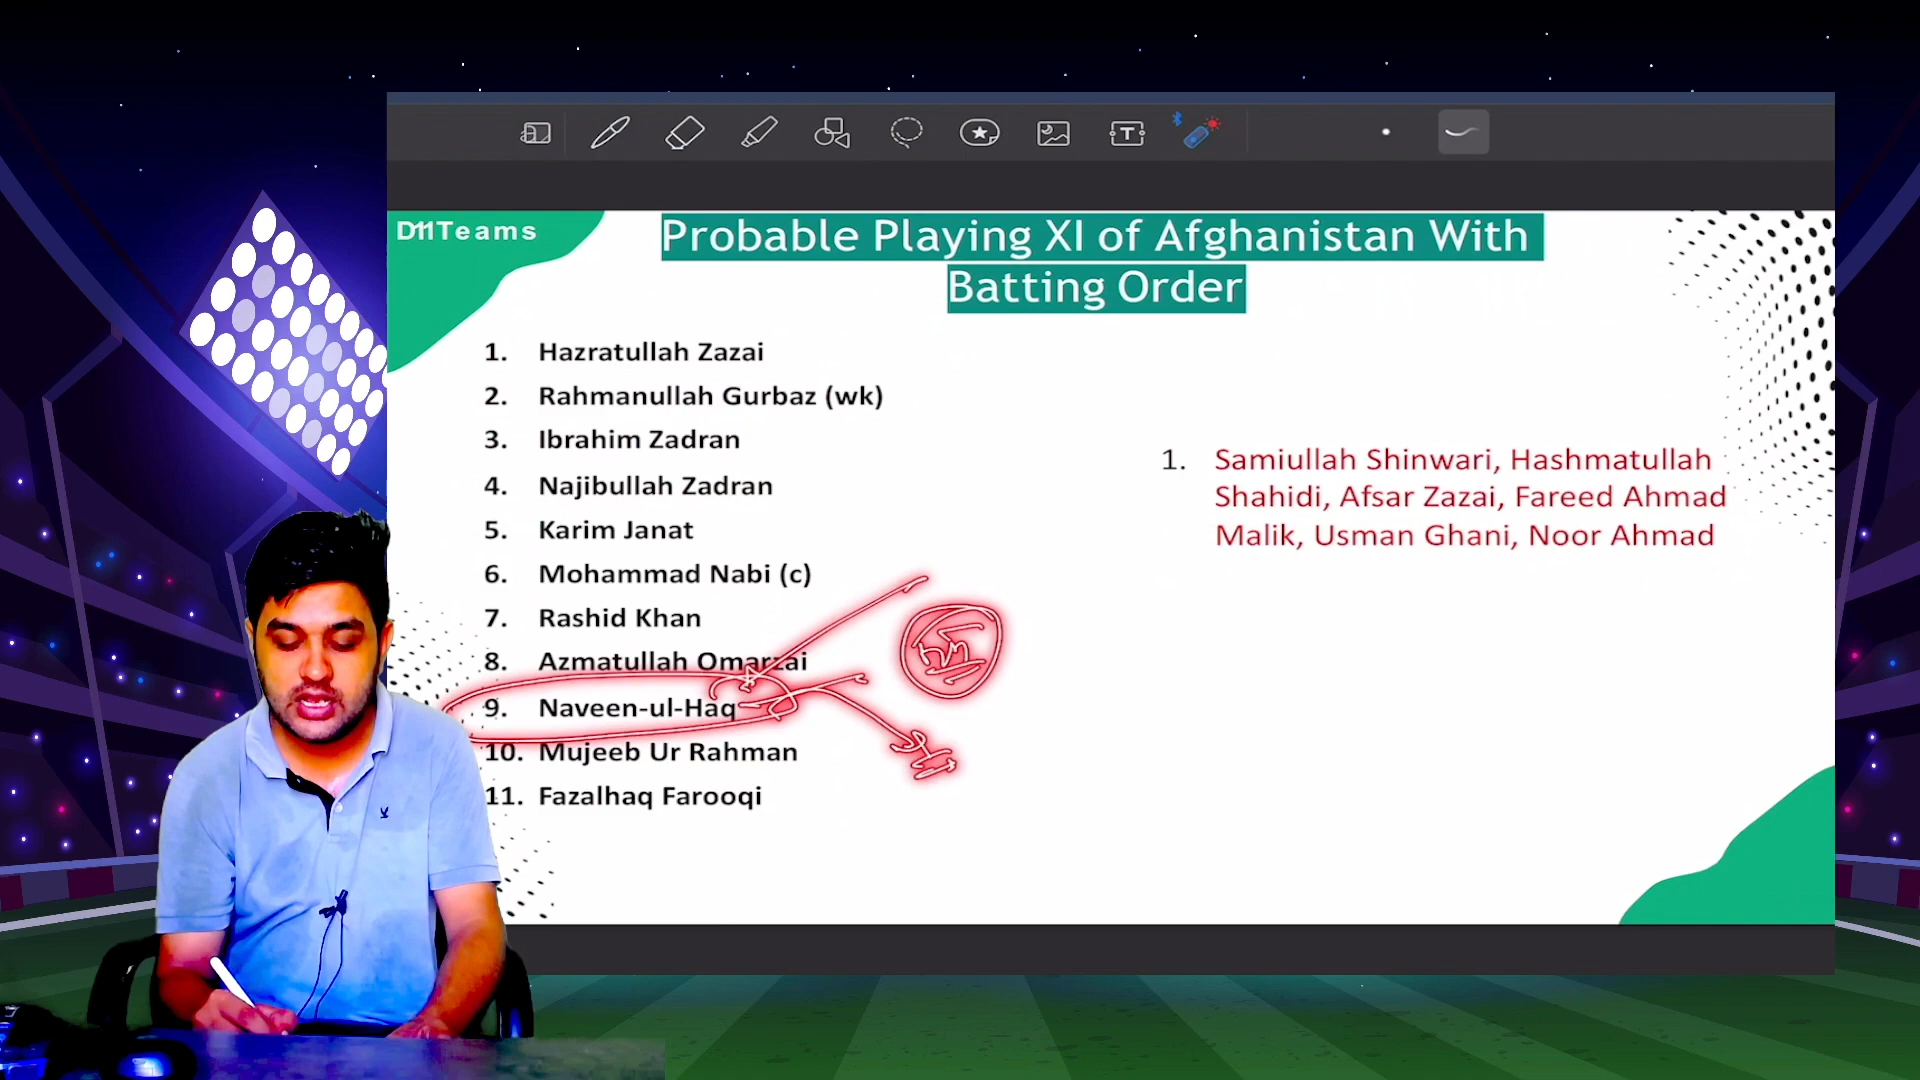 D11Teams
Probable Playing XI of Afghanistan With
Batting Order
1. Hazratullah Zazai
2. Rahmanullah Gurbaz (wk)
3. Ibrahim Zadran
4. Najibullah Zadran
5. Karim Janat
6. Mohammad Nabi (c)
7. Rashid Khan
8. Azmatullah Omarzai
9. Naveen-ul-Haq
10. Mujeeb Ur Rahman
11. Fazalhaq Farooqi
1. Samiullah Shinwari, Hashmatullah
Shahidi, Afsar Zazai, Fareed Ahmad
Malik, Usman Ghani, Noor Ahmad